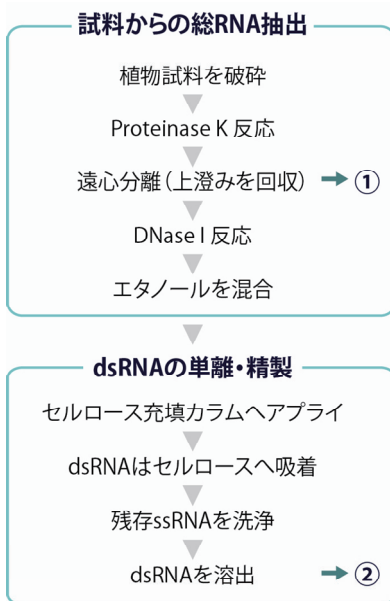 試料からの総RNA抽出
植物試料を破砕
Proteinase K 反応
遠心分離(上澄みを回収) ①
DNase I 反応
エタノールを混合
dsRNAの単離・精製
セルロース充填カラムへアプライ
dsRNAはセルロースへ吸着
残存ssRNAを洗浄
dsRNAを溶出 ②